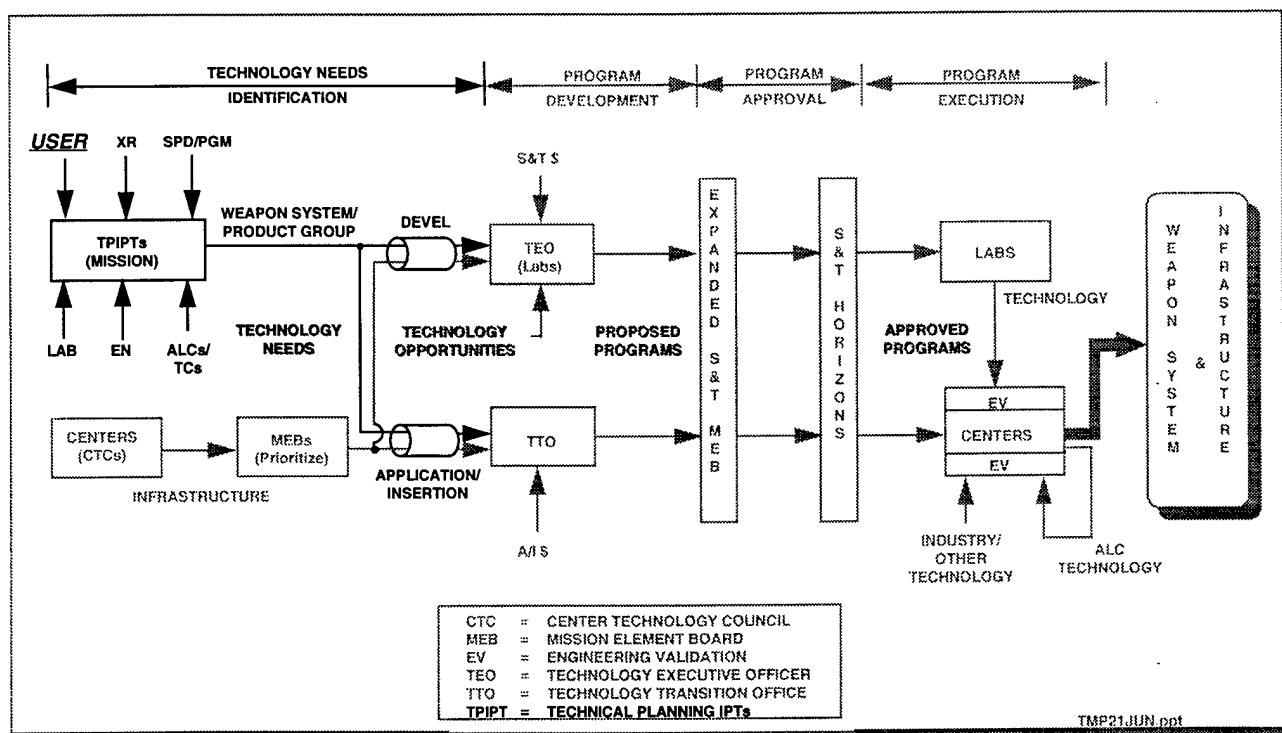 TECHNOLOGY NEEDS
IDENTIFICATION
PROGRAM
DEVELOPMENT
PROGRAM
APPROVAL
PROGRAM
EXECUTION
USER
XR
SPD/PGM
S&T $
TPIPTs
(MISSION)
WEAPON SYSTEM/
PRODUCT GROUP
DEVEL
TEO
(Labs)
EXPANDED S&T MEB
S&T HORIZONS
LABS
WEAPON SYSTEM
&
INFRASTRUCTURE
TECHNOLOGY
LAB
EN
ALCs/
TCs
TECHNOLOGY
NEEDS
TECHNOLOGY
OPPORTUNITIES
PROPOSED
PROGRAMS
APPROVED
PROGRAMS
CENTERS
(CTCs)
MEBs
(Prioritize)
TTO
EV
CENTERS
EV
INFRASTRUCTURE
APPLICATION/
INSERTION
A/I $
INDUSTRY/
OTHER
TECHNOLOGY
ALC
TECHNOLOGY
CTC = CENTER TECHNOLOGY COUNCIL
MEB = MISSION ELEMENT BOARD
EV = ENGINEERING VALIDATION
TEO = TECHNOLOGY EXECUTIVE OFFICER
TTO = TECHNOLOGY TRANSITION OFFICE
TPIPT = TECHNICAL PLANNING IPTs
TMP21JUN.ppt